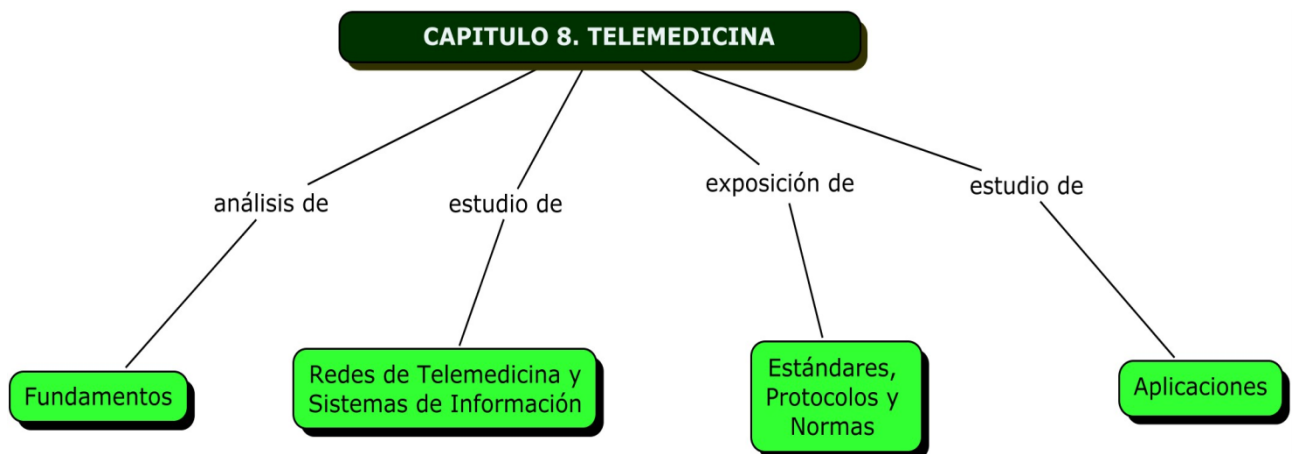 CAPITULO 8. TELEMEDICINA
análisis de
estudio de
exposición de
estudio de
Fundamentos
Redes de Telemedicina y
Sistemas de Información
Estándares,
Protocolos y
Normas
Aplicaciones